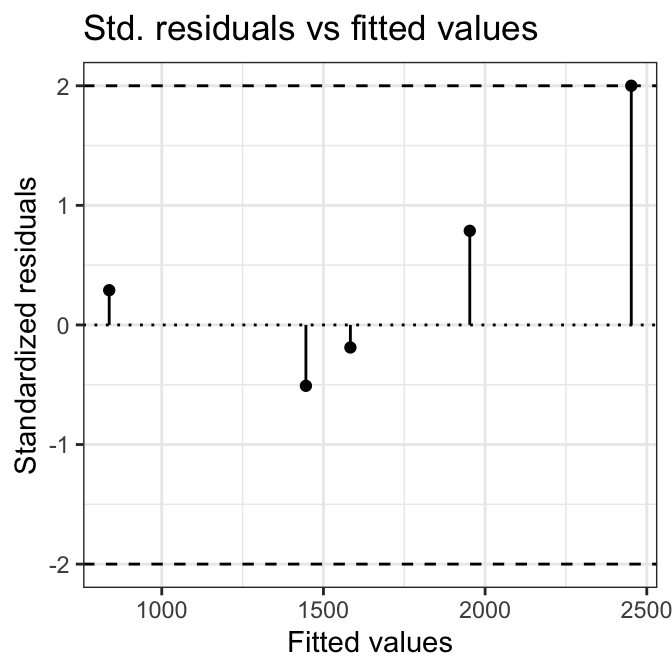 Std. residuals vs fitted values
Standardized residuals
2
1
0
-1
-2
1000 1500 2000 2500
Fitted values